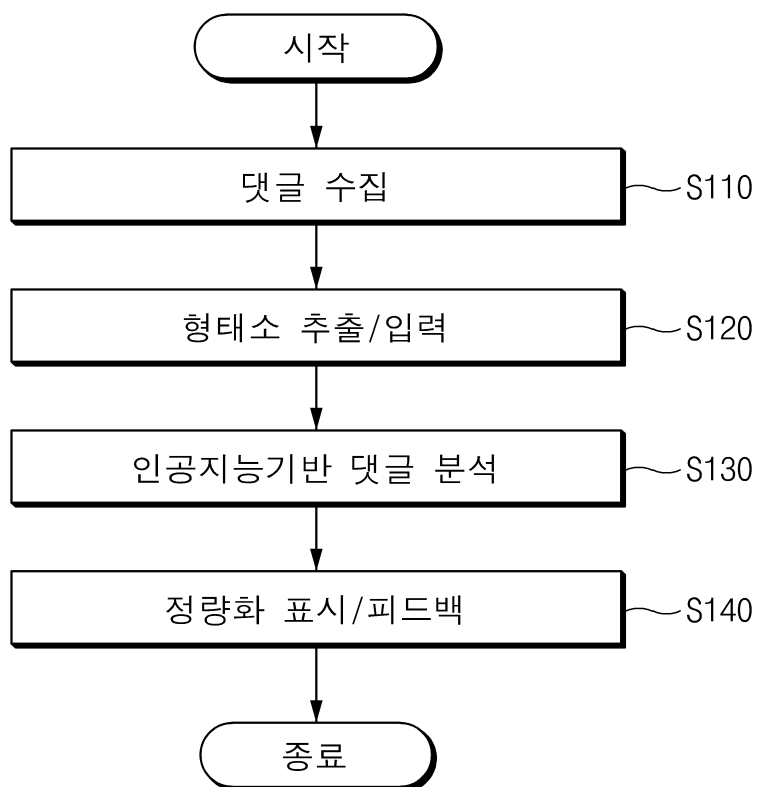 시작
댓글 수집 S110
형태소 추출/입력 S120
인공지능기반 댓글 분석 S130
정량화 표시/피드백 S140
종료